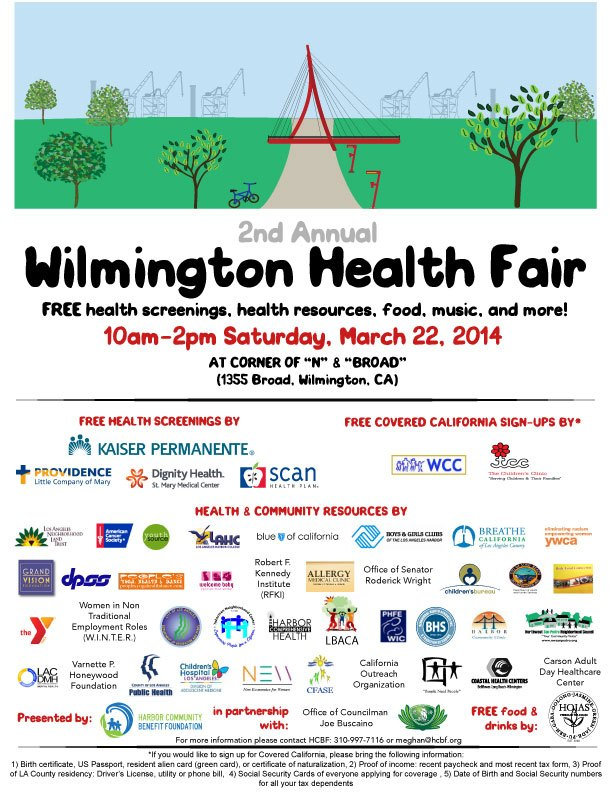 2nd Annual
Wilmington Health Fair
FREE health screenings, health resources, food, music, and more!
10am-2pm Saturday, March 22, 2014
AT CORNER OF “N” & “BROAD”
(1355 Broad, Wilmington, CA)
FREE HEALTH SCREENINGS BY
KAISER PERMANENTE®
PROVIDENCE
Little Company of Mary
Dignity Health.
St. Mary Medical Center
scan
HEALTH PLAN®
FREE COVERED CALIFORNIA SIGN-UPS BY*
WCC
The Children's Clinic
"Serving Children & Their Families"
HEALTH & COMMUNITY RESOURCES BY
LOS ANGELES
NEIGHBORHOOD
LAND
TRUST
American
Cancer
Society®
youth
source
LAHC
blue of california
BOYS & GIRLS CLUBS
OF THE LOS ANGELES HARBOR
BREATHE
CALIFORNIA
of Los Angeles County
eliminating racism
empowering women
ywca
GRAND
VISION
FOUNDATION
dpss
welcome baby
Robert F.
Kennedy
Institute
(RFKI)
ALLERGY
MEDICAL CLINIC
Office of Senator
Roderick Wright
children's bureau
the
Women in Non
Traditional
Employment Roles
(W.I.N.T.E.R.)
HARBOR
COMMUNITY
HEALTH
LBACA
PHFE
WIC
BHS
HARBOR
Community Clinic
LAC
DMH
Varnette P.
Honeywood
Foundation
Public Health
Children's
Hospital
LOS ANGELES
NEW
New Economics for Women
CFASE
California
Outreach
Organization
COASTAL HEALTH CENTERS
Carson Adult
Day Healthcare
Center
Presented by:
HARBOR COMMUNITY
BENEFIT FOUNDATION
in partnership
with:
Office of Councilman
Joe Buscaino
FREE food &
drinks by:
HOJAS
For more information please contact HCBF: 310-997-7116 or meghan@hcbf.org
*If you would like to sign up for Covered California, please bring the following information:
1) Birth certificate, US Passport, resident alien card (green card), or certificate of naturalization, 2) Proof of income: recent paycheck and most recent tax form, 3) Proof
of LA County residency: Driver's License, utility or phone bill, 4) Social Security Cards of everyone applying for coverage , 5) Date of Birth and Social Security numbers
for all your tax dependents